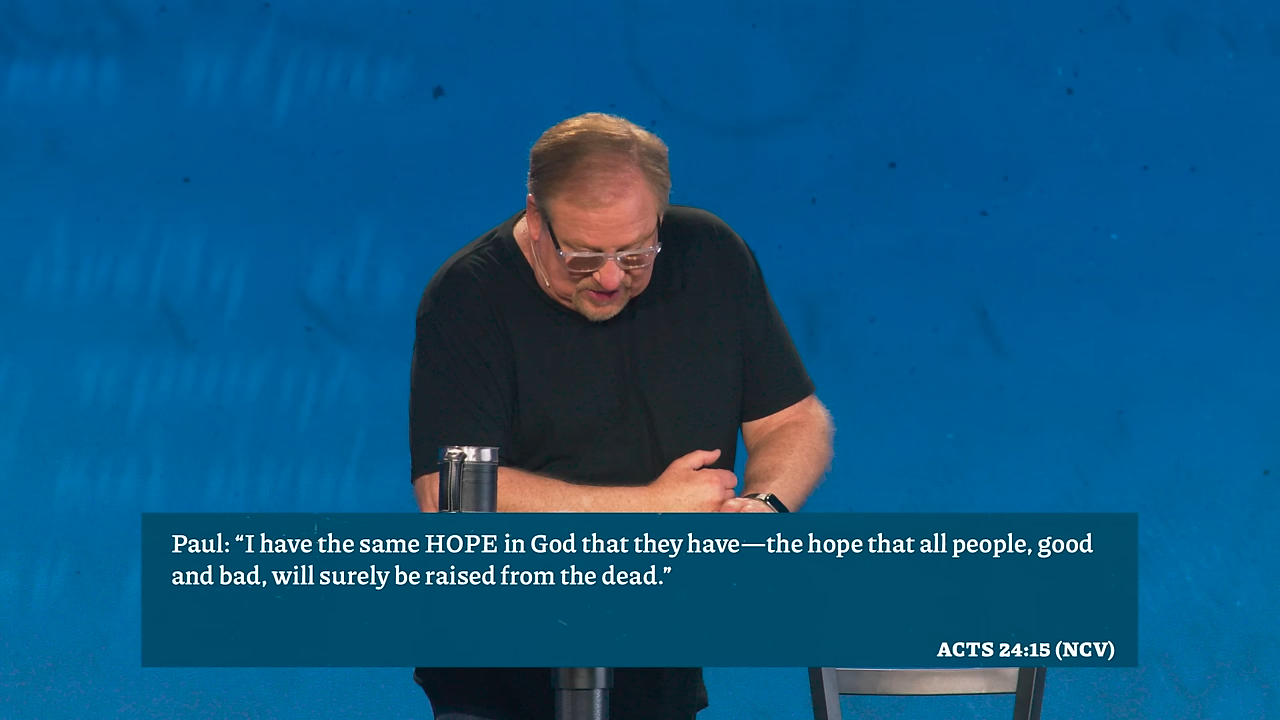 Paul: “I have the same HOPE in God that they have—the hope that all people, good
and bad, will surely be raised from the dead.”
ACTS 24:15 (NCV)